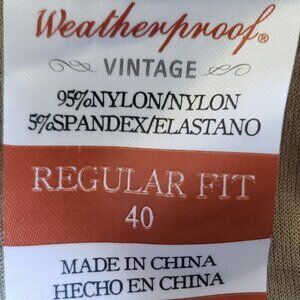 Weatherproof®
VINTAGE
95%NYLON/NYLON
5%SPANDEX/ELASTANO
REGULAR FIT
40
MADE IN CHINA
HECHO EN CHINA